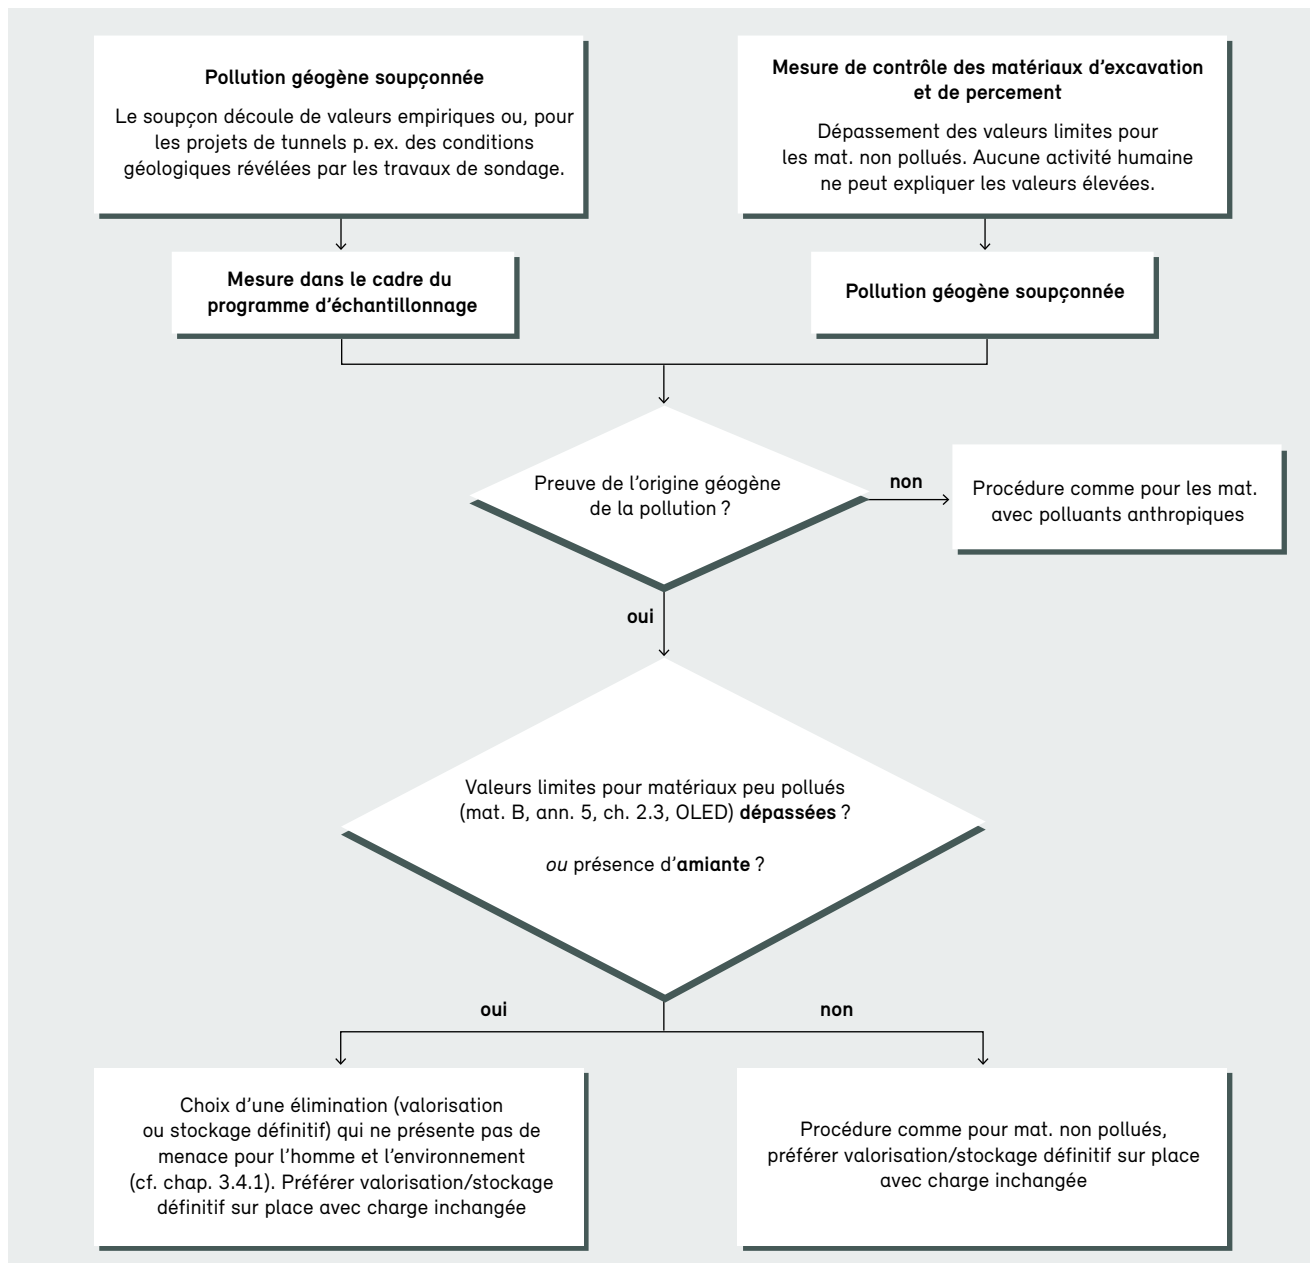 Pollution géogène soupçonnée
Le soupçon découle de valeurs empiriques ou, pour
les projets de tunnels p. ex. des conditions
géologiques révélées par les travaux de sondage.
Mesure de contrôle des matériaux d’excavation
et de percement
Dépassement des valeurs limites pour
les mat. non pollués. Aucune activité humaine
ne peut expliquer les valeurs élevées.
Mesure dans le cadre du
programme d’échantillonnage
Pollution géogène soupçonnée
Preuve de l’origine géogène
de la pollution ?
non
Procédure comme pour les mat.
avec polluants anthropiques
oui
Valeurs limites pour matériaux peu pollués
(mat. B, ann. 5, ch. 2.3, OLED) dépassées ?
ou présence d’amiante ?
oui
non
Choix d’une élimination (valorisation
ou stockage définitif) qui ne présente pas de
menace pour l’homme et l’environnement
(cf. chap. 3.4.1). Préférer valorisation/stockage
définitif sur place avec charge inchangée
Procédure comme pour mat. non pollués,
préférer valorisation/stockage définitif sur place
avec charge inchangée